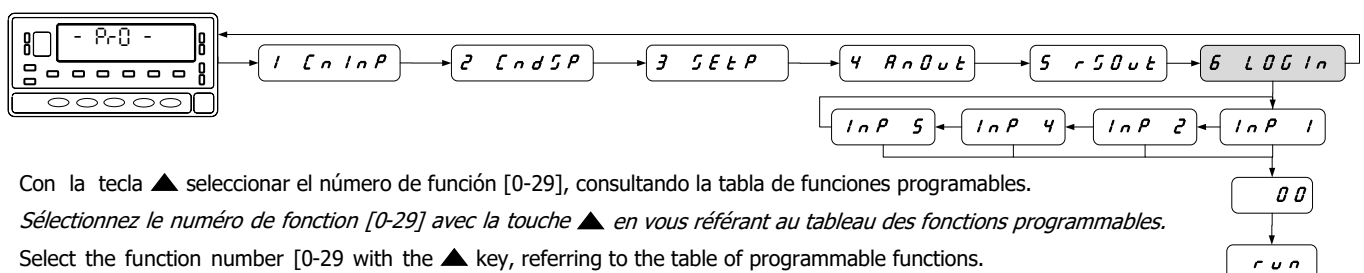 - PrO -
1 CnInP 2 CndSP 3 SEtP 4 AnOut 5 rSOut 6 LOGIn
InP 5 InP 4 InP 2 InP 1
Con la tecla ▲ seleccionar el número de función [0-29], consultando la tabla de funciones programables.
00
Sélectionnez le numéro de fonction [0-29] avec la touche ▲ en vous référant au tableau des fonctions programmables.
Select the function number [0-29 with the ▲ key, referring to the table of programmable functions.
run